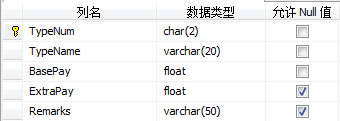 列名 数据类型 允许 Null 值
TypeNum char(2)
TypeName varchar(20)
BasePay float
ExtraPay float
Remarks varchar(50)